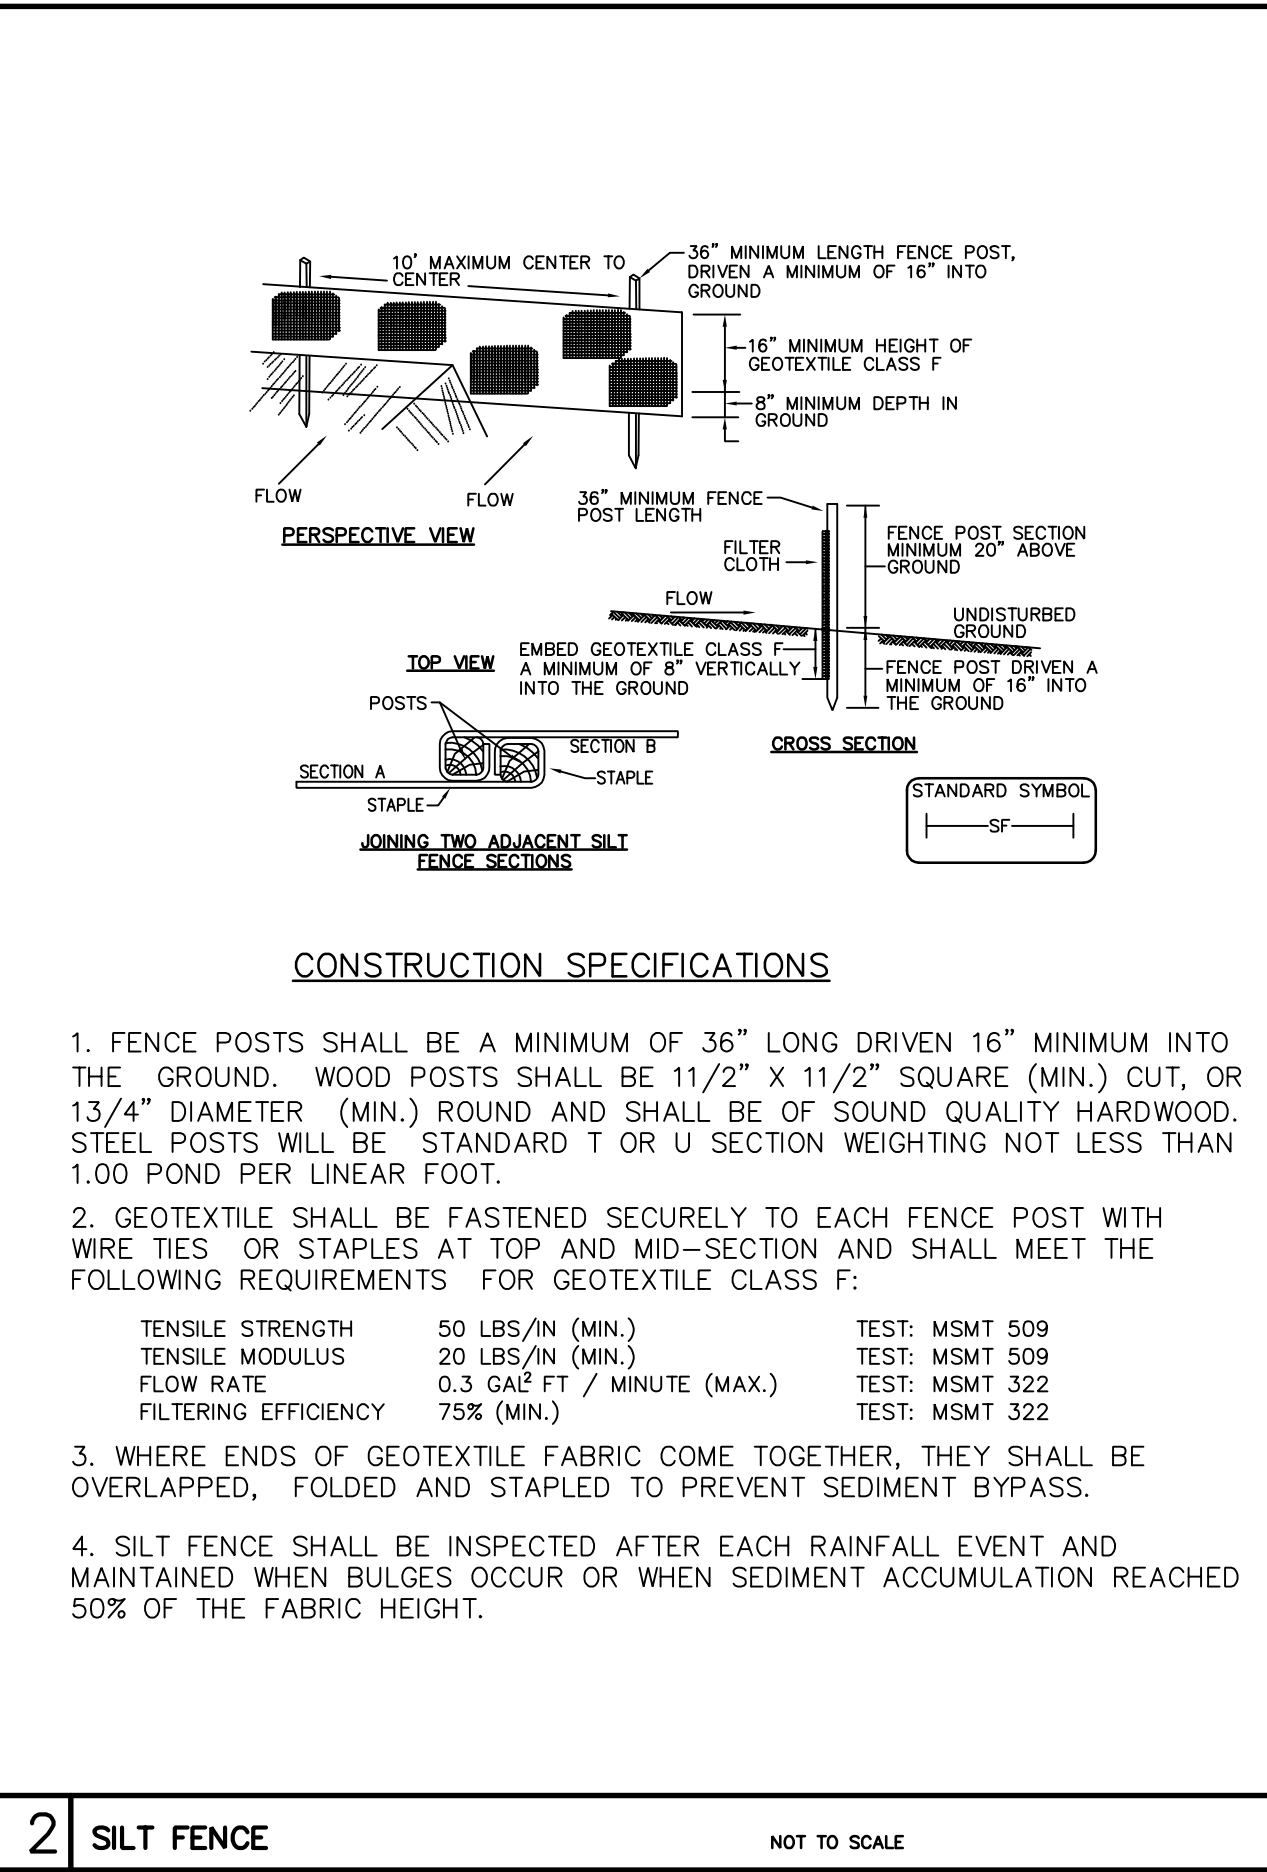 10' MAXIMUM CENTER TO
CENTER
36" MINIMUM LENGTH FENCE POST,
DRIVEN A MINIMUM OF 16" INTO
GROUND
16" MINIMUM HEIGHT OF
GEOTEXTILE CLASS F
8" MINIMUM DEPTH IN
GROUND
FLOW
FLOW
PERSPECTIVE VIEW
36" MINIMUM FENCE
POST LENGTH
FILTER
CLOTH
FENCE POST SECTION
MINIMUM 20" ABOVE
GROUND
FLOW
UNDISTURBED
GROUND
EMBED GEOTEXTILE CLASS F
A MINIMUM OF 8" VERTICALLY
INTO THE GROUND
FENCE POST DRIVEN A
MINIMUM OF 16" INTO
THE GROUND
CROSS SECTION
TOP VIEW
POSTS
SECTION B
SECTION A
STAPLE
STAPLE
JOINING TWO ADJACENT SILT
FENCE SECTIONS
STANDARD SYMBOL
SF
CONSTRUCTION SPECIFICATIONS
1. FENCE POSTS SHALL BE A MINIMUM OF 36" LONG DRIVEN 16" MINIMUM INTO
THE GROUND. WOOD POSTS SHALL BE 11/2" X 11/2" SQUARE (MIN.) CUT, OR
13/4" DIAMETER (MIN.) ROUND AND SHALL BE OF SOUND QUALITY HARDWOOD.
STEEL POSTS WILL BE STANDARD T OR U SECTION WEIGHTING NOT LESS THAN
1.00 POND PER LINEAR FOOT.
2. GEOTEXTILE SHALL BE FASTENED SECURELY TO EACH FENCE POST WITH
WIRE TIES OR STAPLES AT TOP AND MID-SECTION AND SHALL MEET THE
FOLLOWING REQUIREMENTS FOR GEOTEXTILE CLASS F:
TENSILE STRENGTH 50 LBS/IN (MIN.) TEST: MSMT 509
TENSILE MODULUS 20 LBS/IN (MIN.) TEST: MSMT 509
FLOW RATE 0.3 GAL² FT / MINUTE (MAX.) TEST: MSMT 322
FILTERING EFFICIENCY 75% (MIN.) TEST: MSMT 322
3. WHERE ENDS OF GEOTEXTILE FABRIC COME TOGETHER, THEY SHALL BE
OVERLAPPED, FOLDED AND STAPLED TO PREVENT SEDIMENT BYPASS.
4. SILT FENCE SHALL BE INSPECTED AFTER EACH RAINFALL EVENT AND
MAINTAINED WHEN BULGES OCCUR OR WHEN SEDIMENT ACCUMULATION REACHED
50% OF THE FABRIC HEIGHT.
2 SILT FENCE NOT TO SCALE